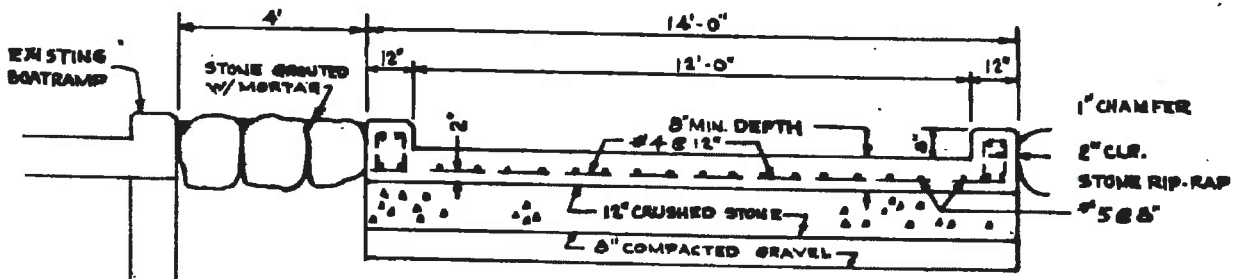 4'
14'-0"
EXISTING
BOATRAMP
STONE GROUTED
W/ MORTAR
12"
12'-0"
12"
1" CHAMFER
2"
8" MIN. DEPTH
#4 @ 12"
2" CLR.
STONE RIP-RAP
12" CRUSHED STONE
#5 @ 8"
8" COMPACTED GRAVEL